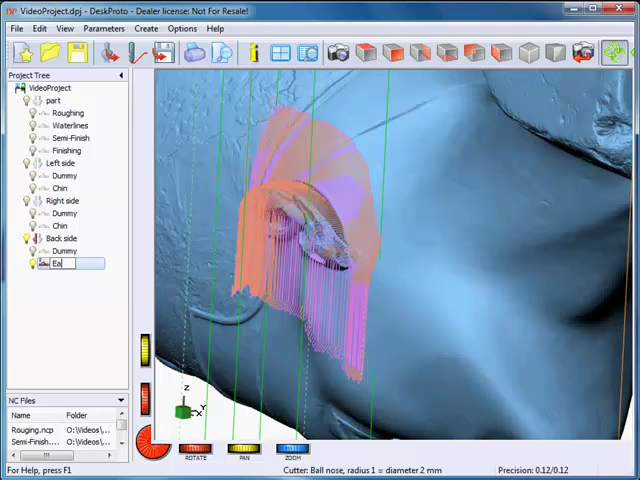 VideoProject.dpj - DeskProto - Dealer license: Not For Resale!
File Edit View Parameters Create Options Help
Project Tree
VideoProject
part
Roughing
Waterlines
Semi-Finish
Finishing
Left side
Dummy
Chin
Right side
Dummy
Chin
Back side
Dummy
Ea
NC Files
Name Folder
Rouging.ncp O:\Videos\...
Semi-Finish.... O:\Videos\...
Z
Y
X
ROTATE PAN ZOOM
For Help, press F1 Cutter: Ball nose, radius 1 = diameter 2 mm Precision: 0.12/0.12